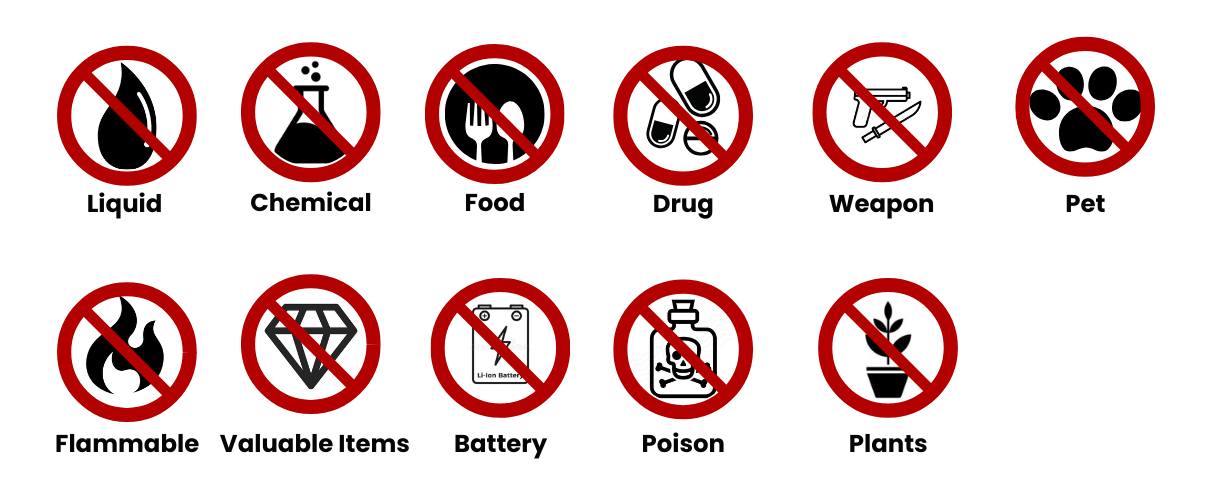 Liquid
Chemical
Food
Drug
Weapon
Pet
Li-Ion Battery
Flammable
Valuable Items
Battery
Poison
Plants